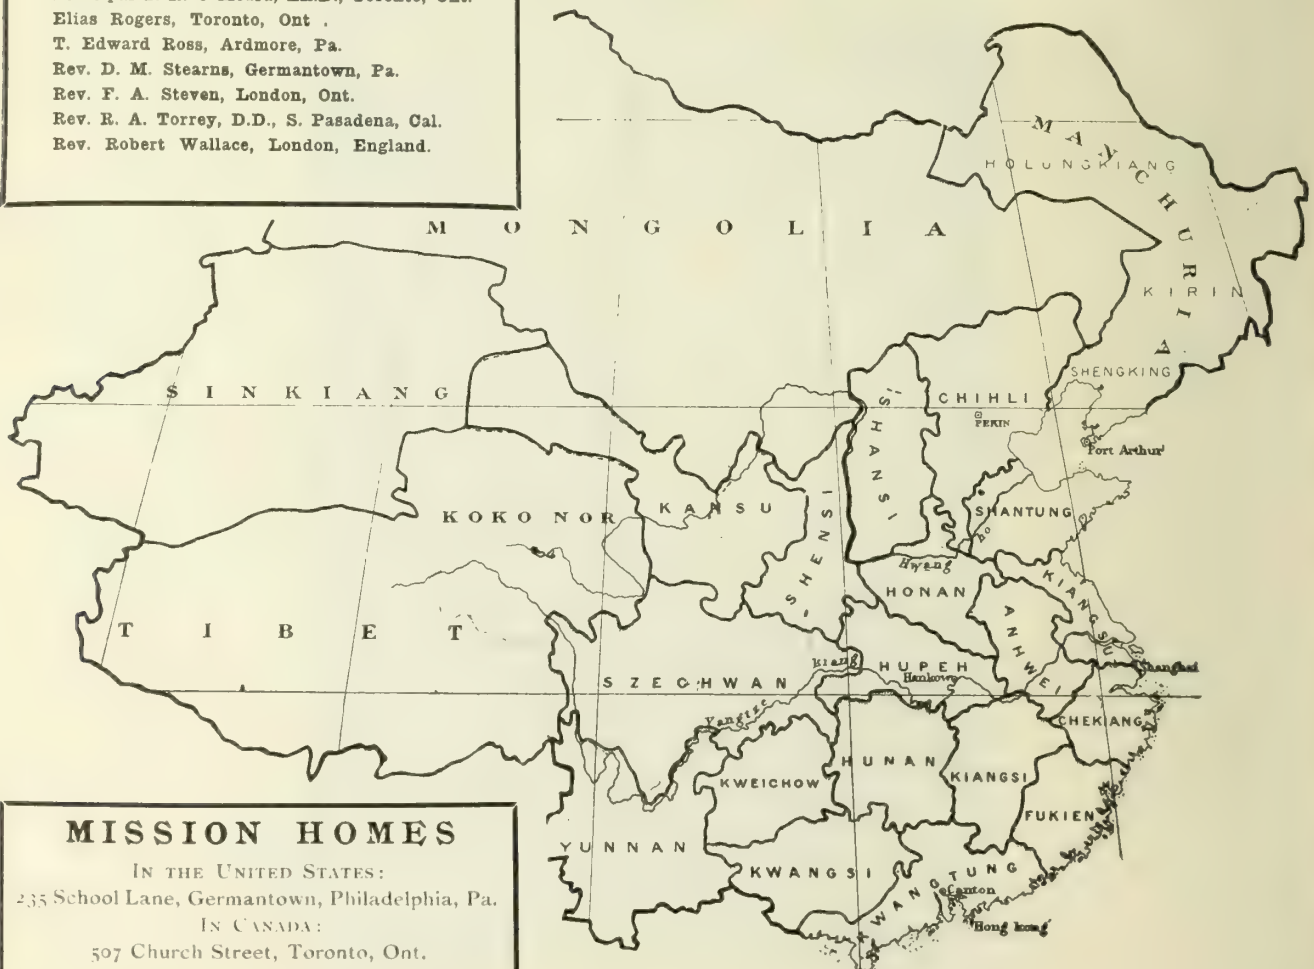 Elias Rogers, Toronto, Ont .
T. Edward Ross, Ardmore, Pa.
Rev. D. M. Stearns, Germantown, Pa.
Rev. F. A. Steven, London, Ont.
Rev. R. A. Torrey, D.D., S. Pasadena, Cal.
Rev. Robert Wallace, London, England.
MANCHURIA
HOLUNGKIANG
MONGOLIA
KIRIN
SHENGKING
SINKIANG
CHIHLI
PEKIN
SHANSI
Port Arthur
KOKO NOR
KANSU
SHANTUNG
SHENSI
Hwang
ho
HONAN
KIANGSU
ANHWEI
TIBET
Kiang
HUPEH
Hankow
Shanghai
SZECHWAN
Yangtze
CHEKIANG
HUNAN
KIANGSI
KWEICHOW
FUKIEN
YUNNAN
KWANGSI
KWANGTUNG
Canton
Hong kong
MISSION HOMES
IN THE UNITED STATES:
235 School Lane, Germantown, Philadelphia, Pa.
IN CANADA:
507 Church Street, Toronto, Ont.